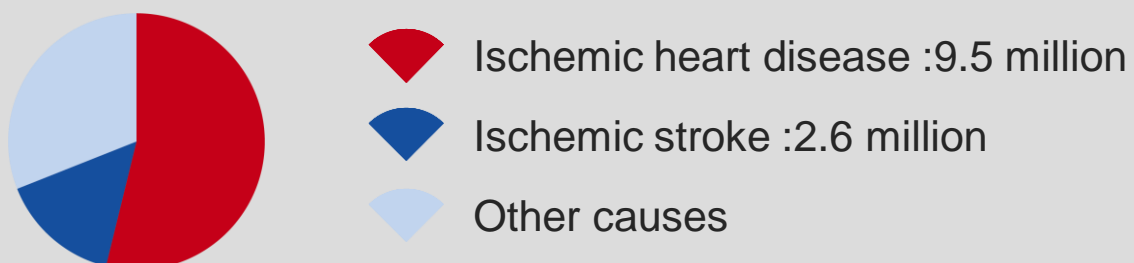 Ischemic heart disease :9.5 million
Ischemic stroke :2.6 million
Other causes